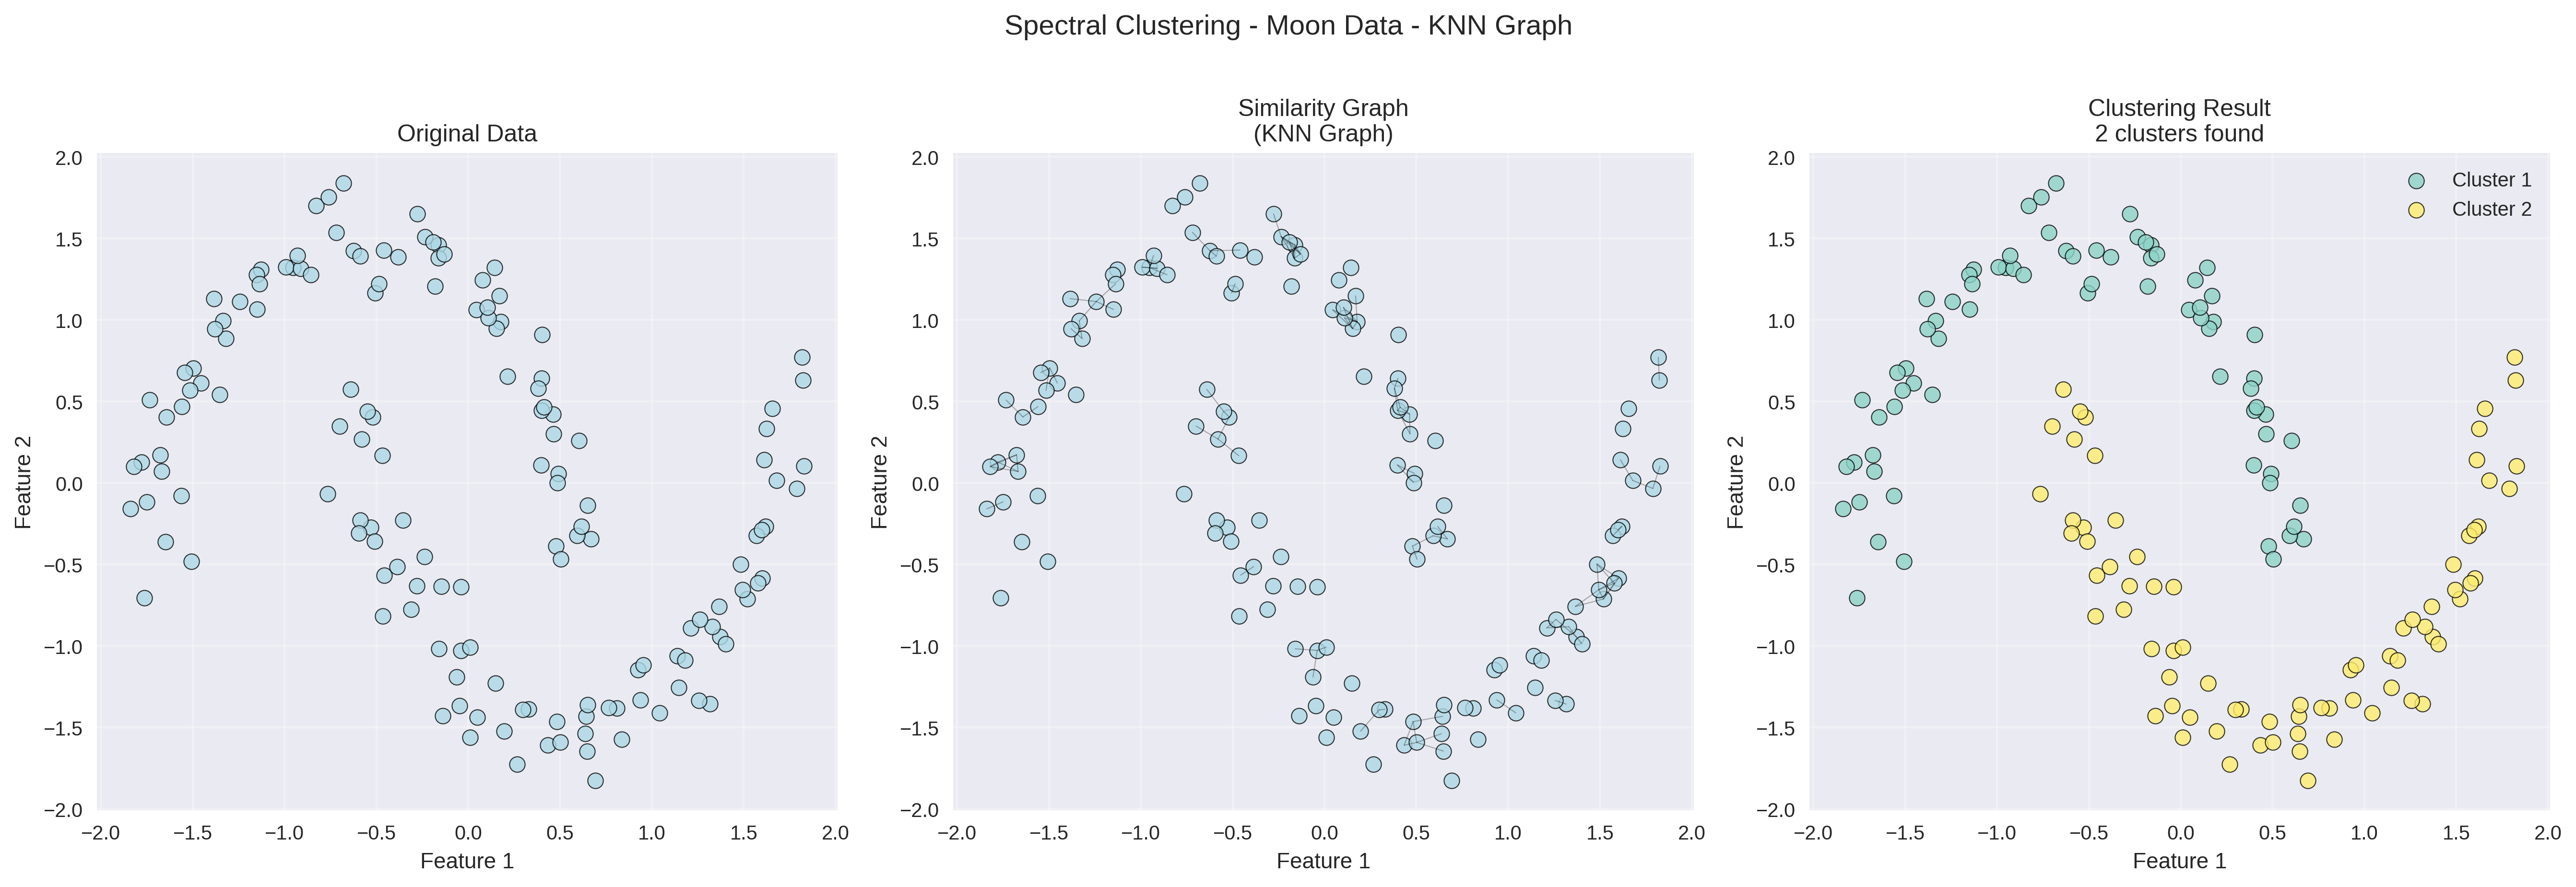 Spectral Clustering - Moon Data - KNN Graph
Original Data
2.0
1.5
1.0
0.5
0.0
−0.5
−1.0
−1.5
−2.0
−2.0 −1.5 −1.0 −0.5 0.0 0.5 1.0 1.5 2.0
Feature 1
Feature 2
Similarity Graph
(KNN Graph)
2.0
1.5
1.0
0.5
0.0
−0.5
−1.0
−1.5
−2.0
−2.0 −1.5 −1.0 −0.5 0.0 0.5 1.0 1.5 2.0
Feature 1
Feature 2
Clustering Result
2 clusters found
Cluster 1
Cluster 2
2.0
1.5
1.0
0.5
0.0
−0.5
−1.0
−1.5
−2.0
−2.0 −1.5 −1.0 −0.5 0.0 0.5 1.0 1.5 2.0
Feature 1
Feature 2